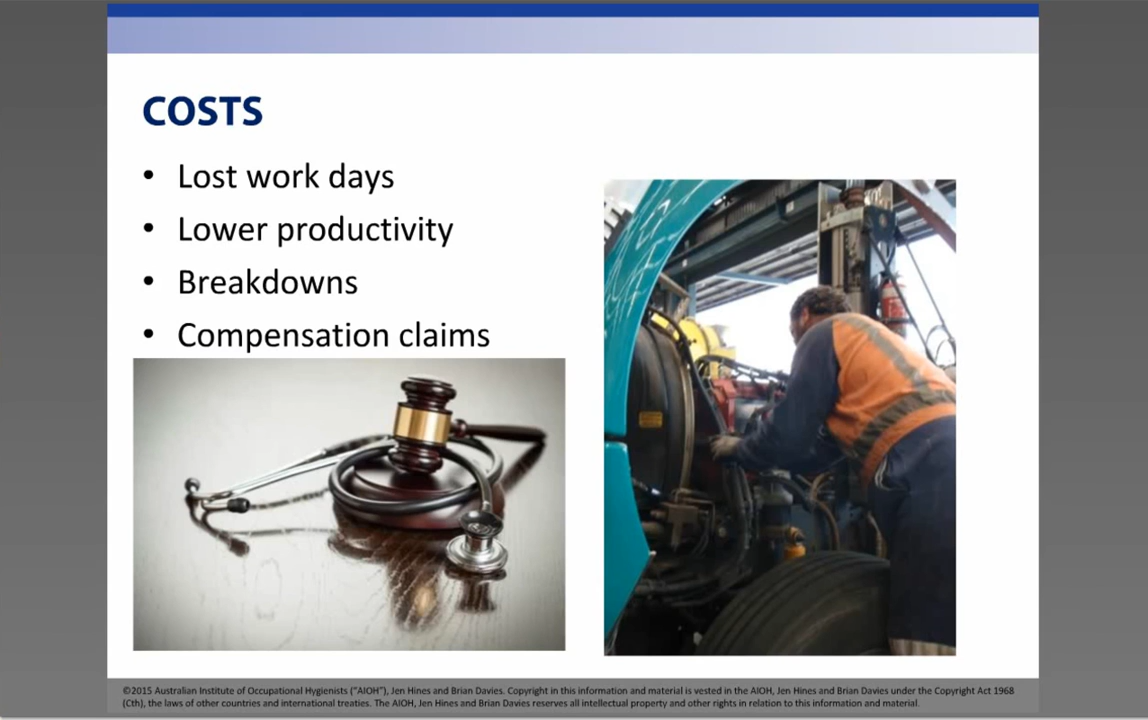 COSTS
• Lost work days
• Lower productivity
• Breakdowns
• Compensation claims
©2015 Australian Institute of Occupational Hygienists ("AIOH"), Jen Hines and Brian Davies. Copyright in this information and material is vested in the AIOH, Jen Hines and Brian Davies under the Copyright Act 1968
(Cth), the laws of other countries and international treaties. The AIOH, Jen Hines and Brian Davies reserves all intellectual property and other rights in relation to this information and material.